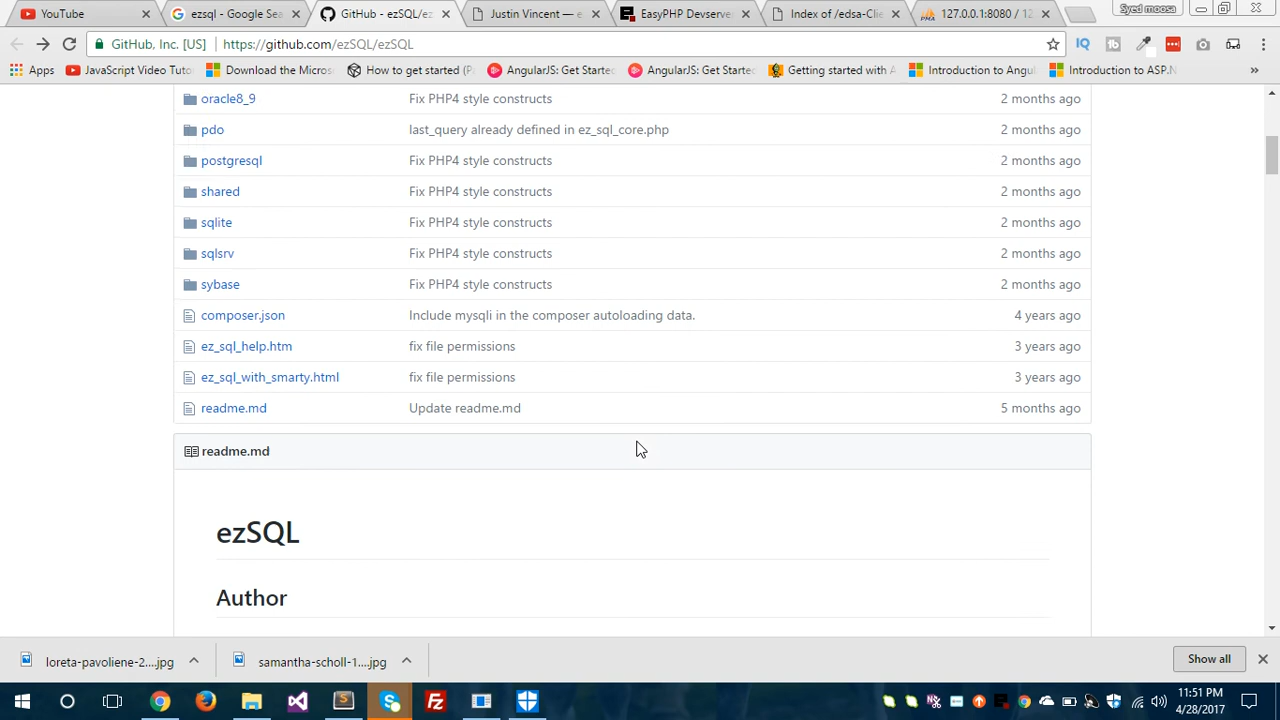 YouTube
ezsql - Google Sea
GitHub - ezSQL/ez
Justin Vincent — e
EasyPHP Devserve
Index of /edsa-Clie
127.0.0.1:8080 / 12
Syed moosa
GitHub, Inc. [US]
https://github.com/ezSQL/ezSQL
Apps
JavaScript Video Tuto
Download the Micros
How to get started (P
AngularJS: Get Starte
AngularJS: Get Starte
Getting started with A
Introduction to Angul
Introduction to ASP.N
»
oracle8_9 Fix PHP4 style constructs 2 months ago
pdo last_query already defined in ez_sql_core.php 2 months ago
postgresql Fix PHP4 style constructs 2 months ago
shared Fix PHP4 style constructs 2 months ago
sqlite Fix PHP4 style constructs 2 months ago
sqlsrv Fix PHP4 style constructs 2 months ago
sybase Fix PHP4 style constructs 2 months ago
composer.json Include mysqli in the composer autoloading data. 4 years ago
ez_sql_help.htm fix file permissions 3 years ago
ez_sql_with_smarty.html fix file permissions 3 years ago
readme.md Update readme.md 5 months ago
readme.md
ezSQL
Author
loreta-pavoliene-2....jpg
samantha-scholl-1....jpg
Show all
11:51 PM
4/28/2017